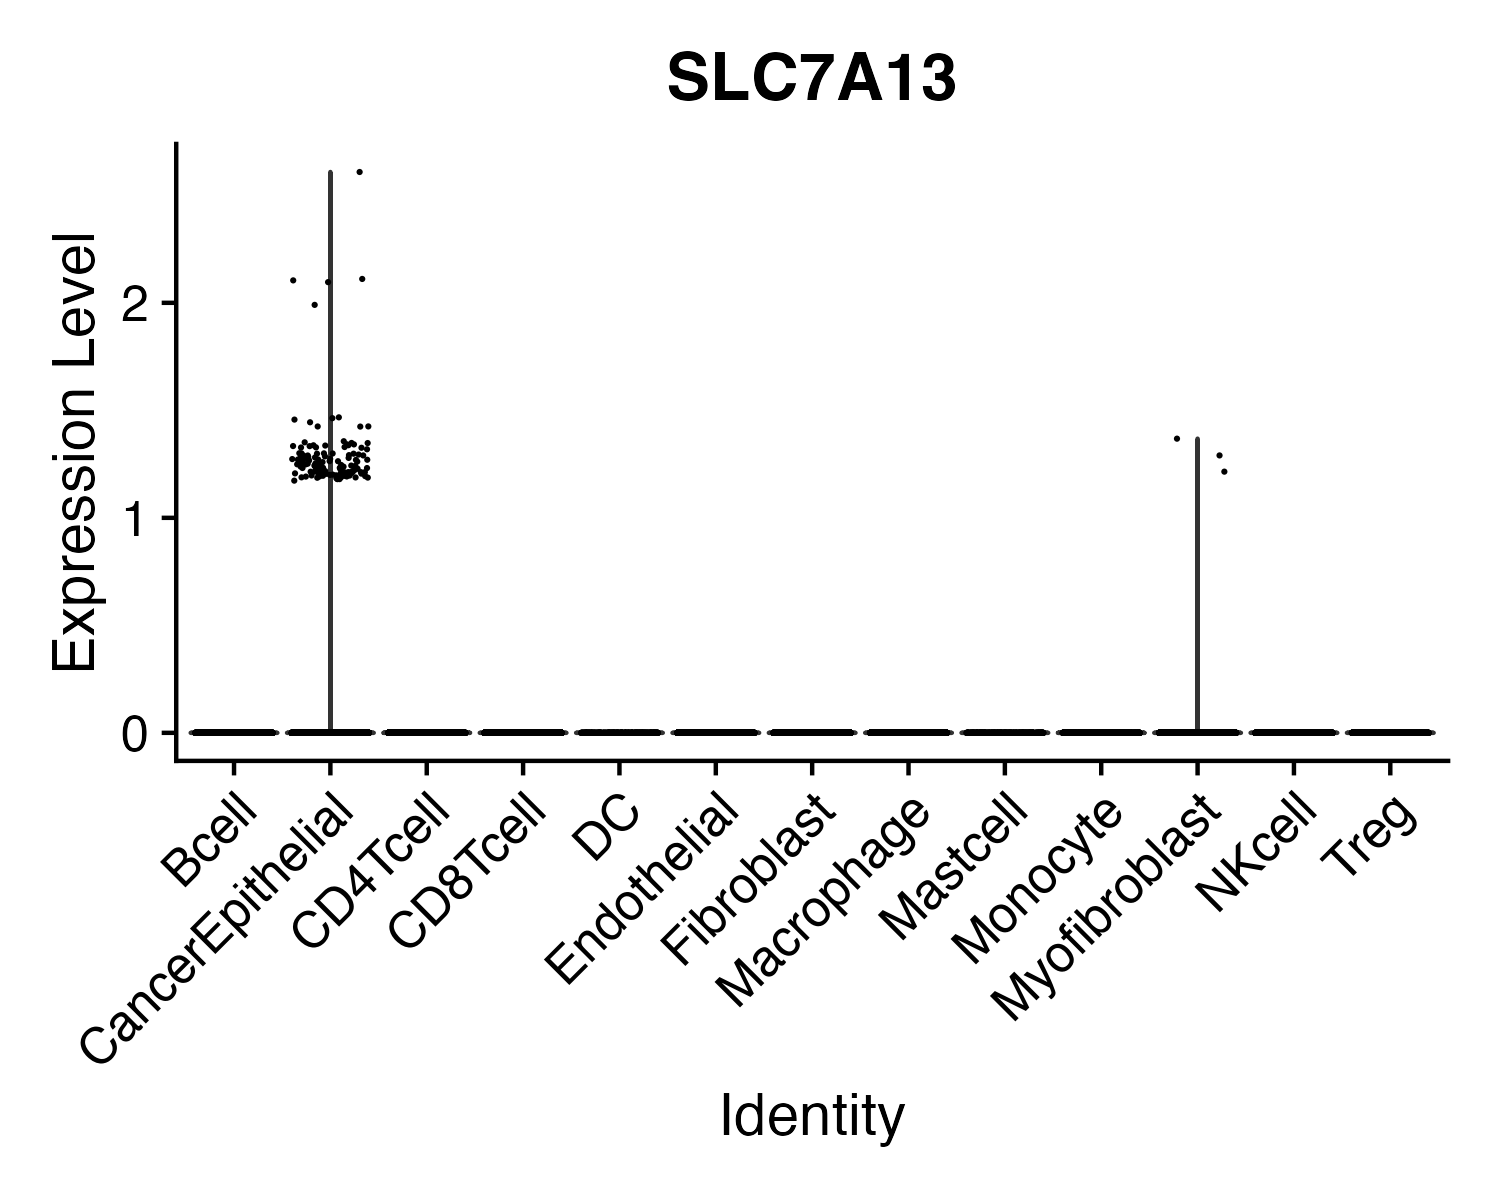 SLC7A13
Expression Level
2
1
0
Bcell
CancerEpithelial
CD4Tcell
CD8Tcell
DC
Endothelial
Fibroblast
Macrophage
Mastcell
Monocyte
Myofibroblast
NKcell
Treg
Identity